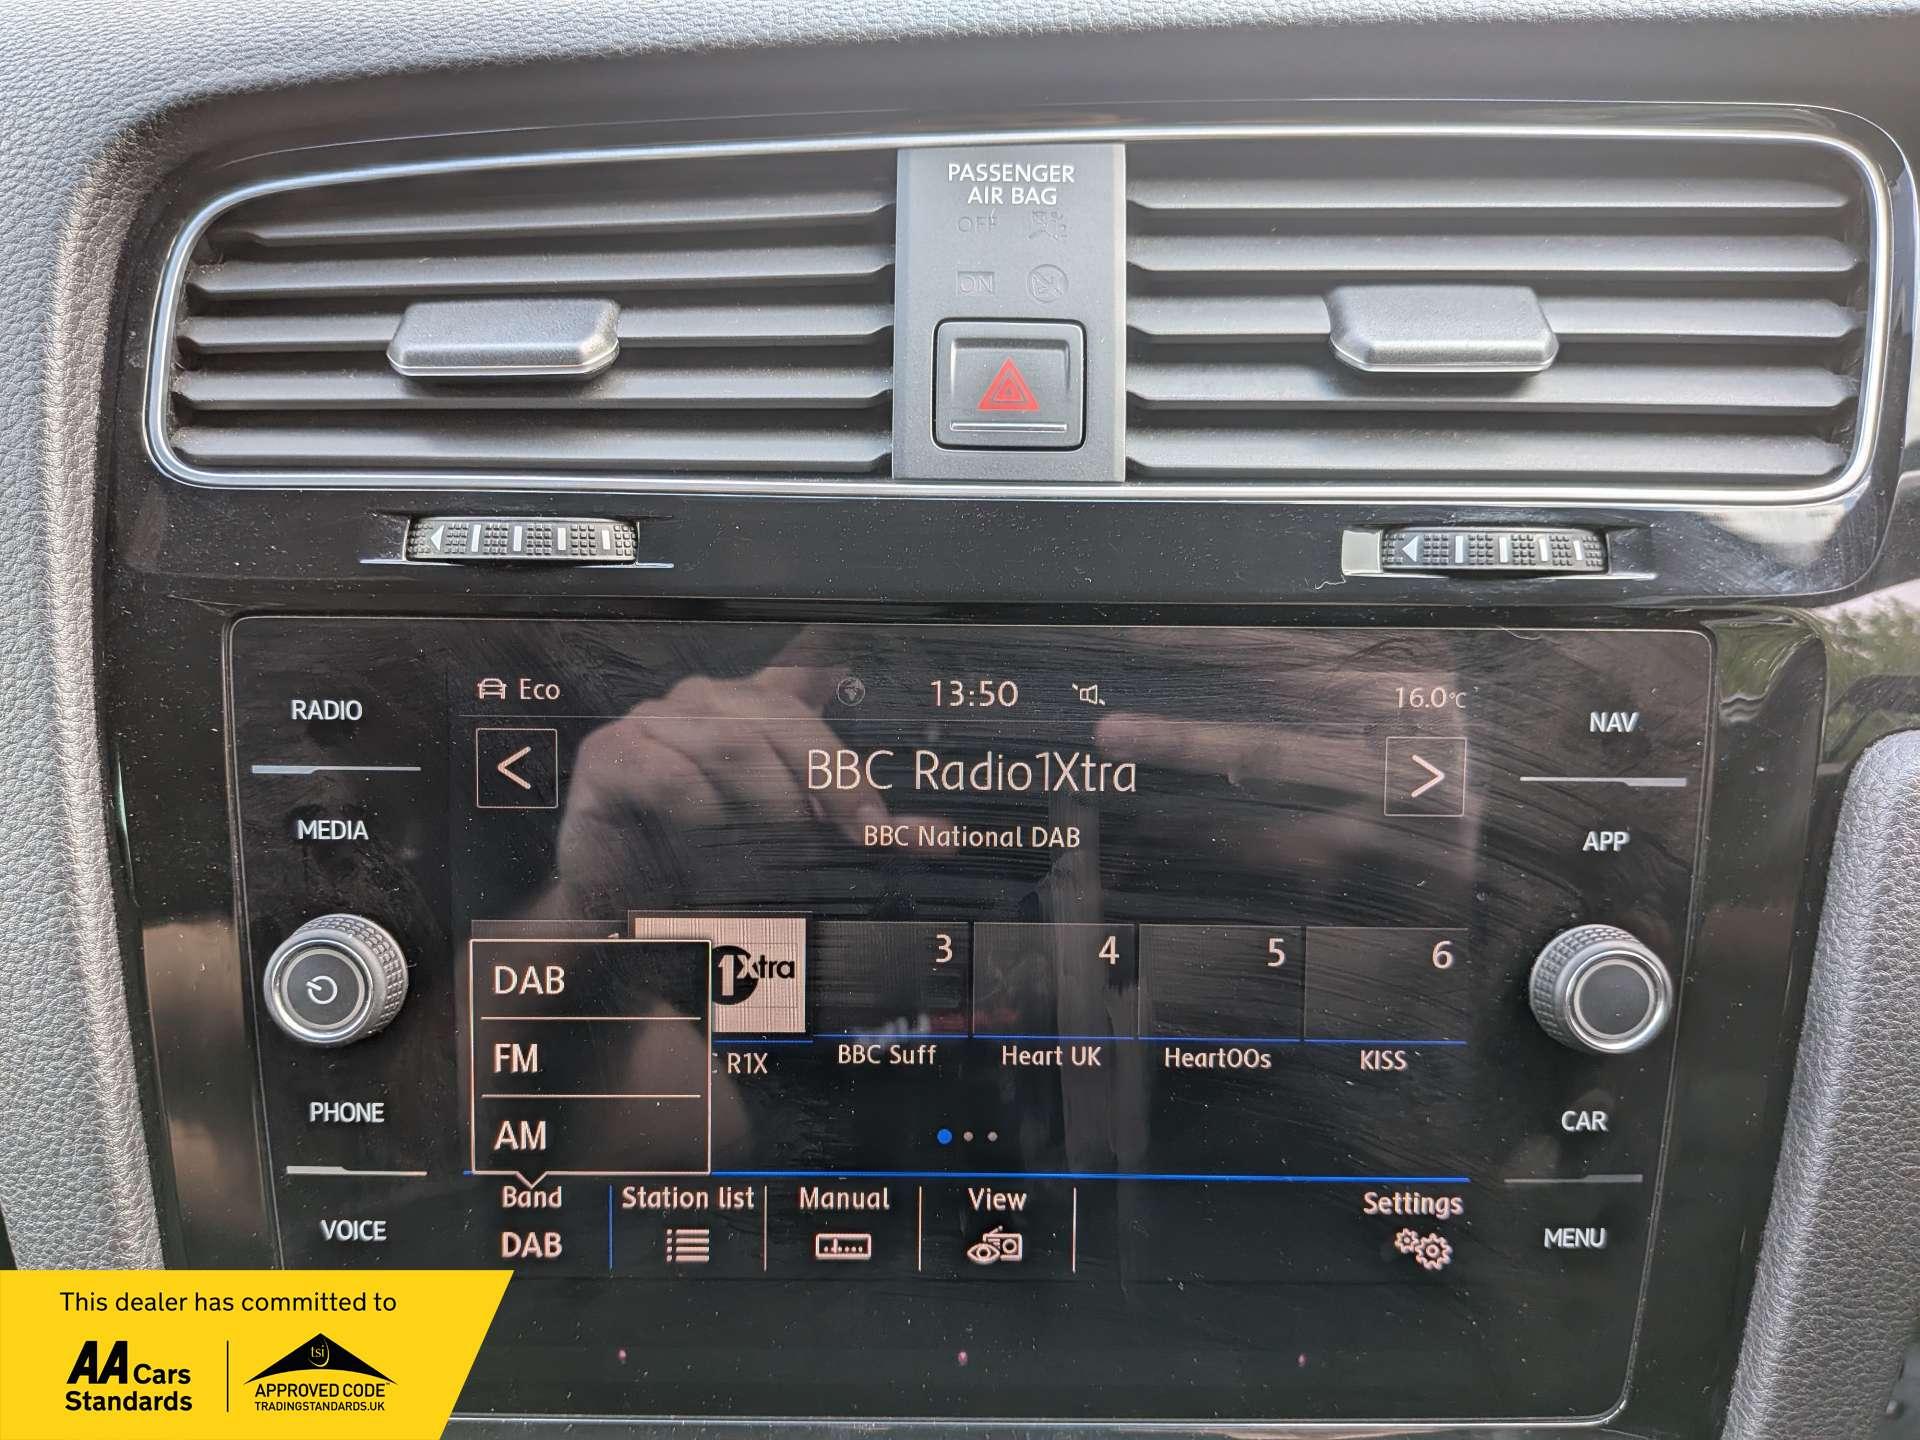 PASSENGER
AIR BAG
OFF
ON
RADIO
MEDIA
PHONE
VOICE
Eco
13:50
16.0°C
<
BBC Radio1Xtra
>
BBC National DAB
1Xtra
3
4
5
6
R1X
BBC Suff
Heart UK
Heart00s
KISS
DAB
FM
AM
Band
DAB
Station list
Manual
View
Settings
NAV
APP
CAR
MENU
This dealer has committed to
AA Cars
Standards
tsi
APPROVED CODE™
TRADINGSTANDARDS.UK